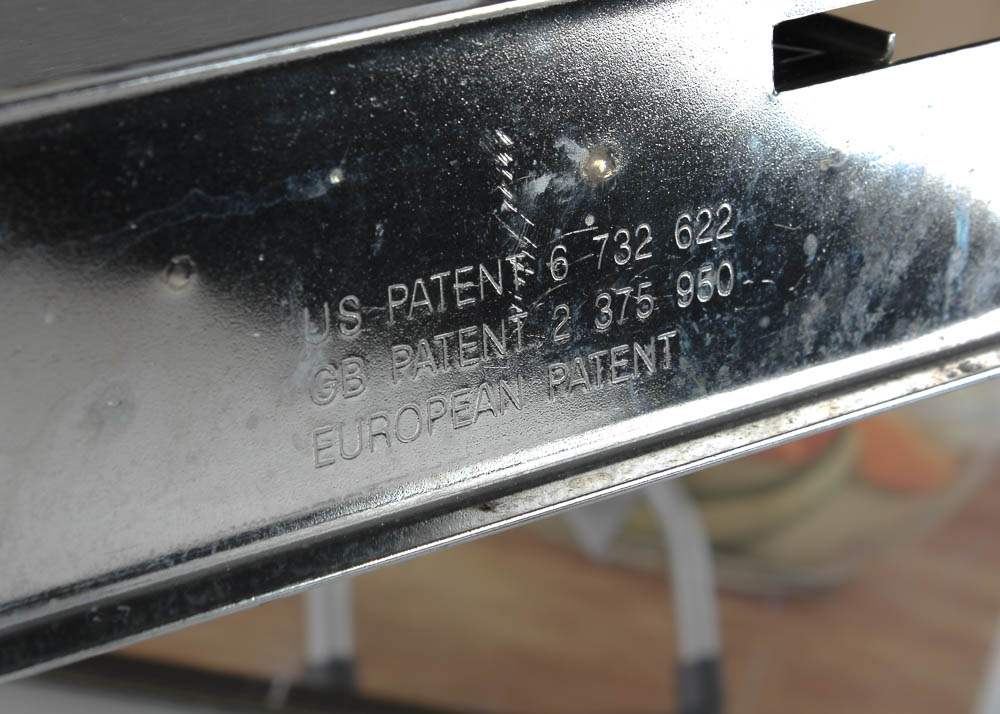 US PATENT 6 732 622
GB PATENT 2 375 950
EUROPEAN PATENT